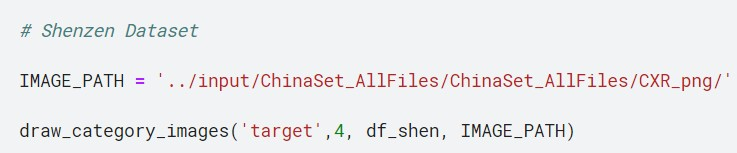 # Shenzen Dataset
IMAGE_PATH = '../input/ChinaSet_AllFiles/ChinaSet_AllFiles/CXR_png/'
draw_category_images('target',4, df_shen, IMAGE_PATH)